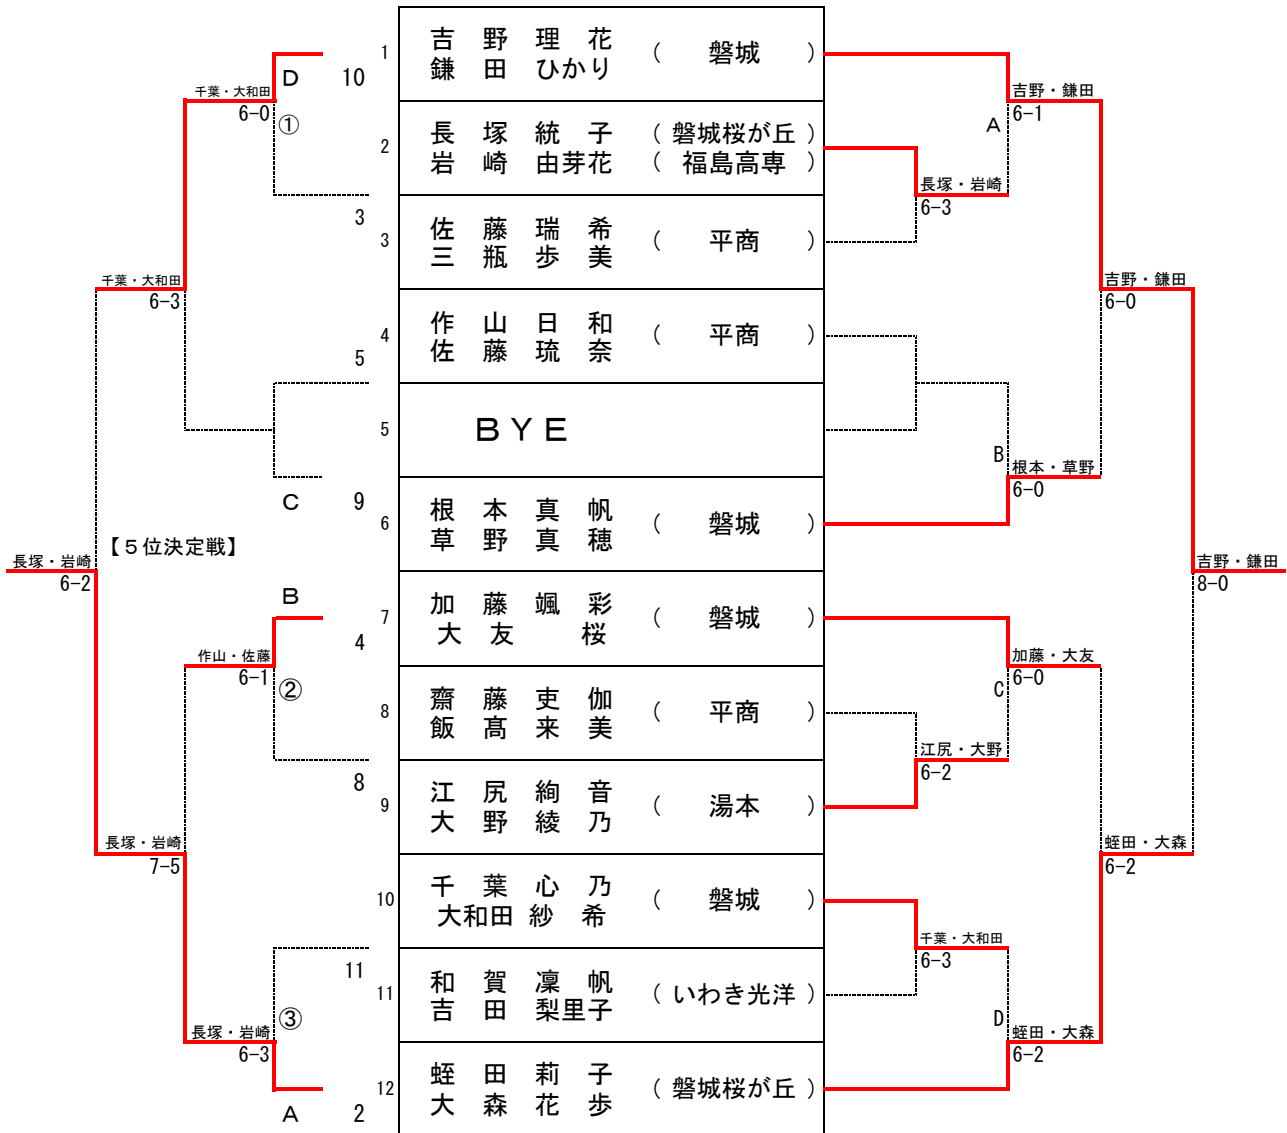 1 吉野理花 ( 磐城 )
鎌田ひかり
2 長塚統子 ( 磐城桜が丘 )
岩崎由芽花 ( 福島高専 )
3 佐藤瑞希 ( 平商 )
三瓶歩美
4 作山日和 ( 平商 )
佐藤琉奈
5 BYE
6 根本真帆 ( 磐城 )
草野真穂
7 加藤颯彩 ( 磐城 )
大友桜
8 齋藤吏伽 ( 平商 )
飯髙来美
9 江尻絢音 ( 湯本 )
大野綾乃
10 千葉心乃 ( 磐城 )
大和田紗希
11 和賀凜帆 ( いわき光洋 )
吉田梨里子
12 蛭田莉子 ( 磐城桜が丘 )
大森花歩
D 10
千葉・大和田
6-0 ①
3
千葉・大和田
6-3
5
C 9
【５位決定戦】
長塚・岩崎
6-2
B
4
作山・佐藤
6-1 ②
8
長塚・岩崎
7-5
11
③
長塚・岩崎
6-3
A 2
吉野・鎌田
A 6-1
長塚・岩崎
6-3
吉野・鎌田
6-0
B
根本・草野
6-0
吉野・鎌田
8-0
加藤・大友
C 6-0
江尻・大野
6-2
蛭田・大森
6-2
千葉・大和田
6-3
D
蛭田・大森
6-2